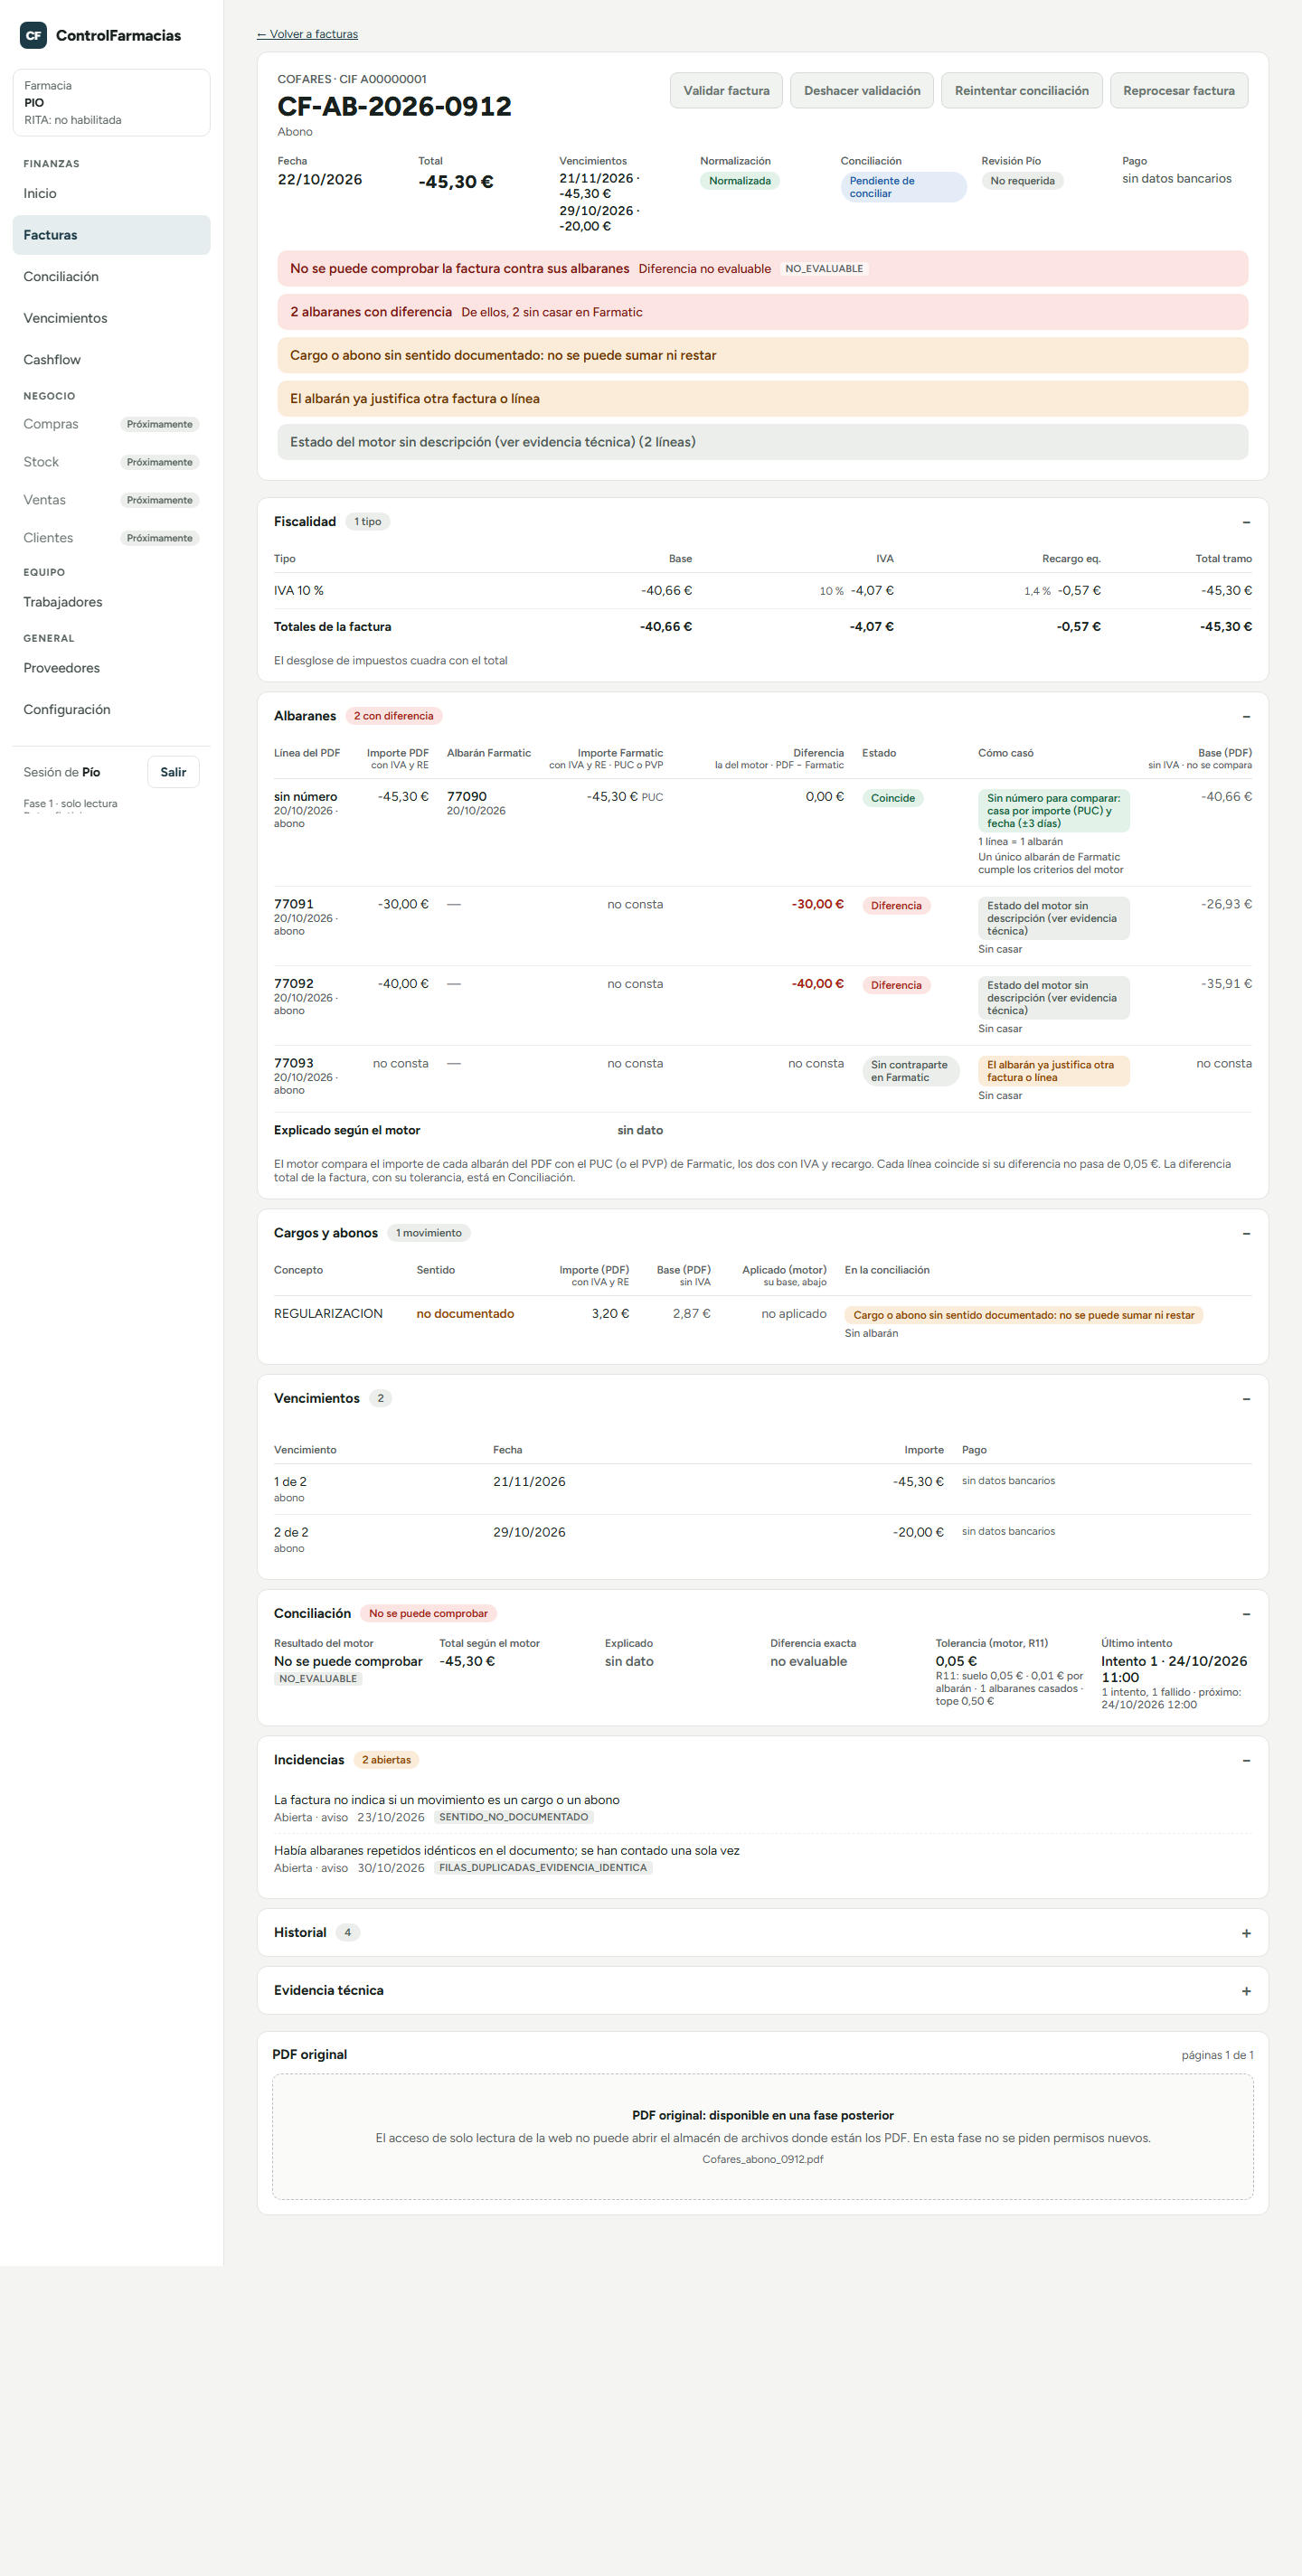 CF ControlFarmacias
Farmacia
PIO
RITA: no habilitada
FINANZAS
Inicio
Facturas
Conciliación
Vencimientos
Cashflow
NEGOCIO
Compras Próximamente
Stock Próximamente
Ventas Próximamente
Clientes Próximamente
EQUIPO
Trabajadores
GENERAL
Proveedores
Configuración
Sesión de Pío Salir
Fase 1 · solo lectura
← Volver a facturas
COFARES · CIF A00000001
CF-AB-2026-0912
Abono
Validar factura Deshacer validación Reintentar conciliación Reprocesar factura
Fecha
22/10/2026
Total
-45,30 €
Vencimientos
21/11/2026 ·
-45,30 €
29/10/2026 ·
-20,00 €
Normalización
Normalizada
Conciliación
Pendiente de
conciliar
Revisión Pío
No requerida
Pago
sin datos bancarios
No se puede comprobar la factura contra sus albaranes Diferencia no evaluable NO_EVALUABLE
2 albaranes con diferencia De ellos, 2 sin casar en Farmatic
Cargo o abono sin sentido documentado: no se puede sumar ni restar
El albarán ya justifica otra factura o línea
Estado del motor sin descripción (ver evidencia técnica) (2 líneas)
Fiscalidad 1 tipo −
Tipo Base IVA Recargo eq. Total tramo
IVA 10 % -40,66 € 10 % -4,07 € 1,4 % -0,57 € -45,30 €
Totales de la factura -40,66 € -4,07 € -0,57 € -45,30 €
El desglose de impuestos cuadra con el total
Albaranes 2 con diferencia −
Línea del PDF Importe PDF Albarán Farmatic Importe Farmatic Diferencia Estado Cómo casó Base (PDF)
con IVA y RE con IVA y RE · PUC o PVP la del motor · PDF − Farmatic sin IVA · no se compara
sin número
20/10/2026 ·
abono
-45,30 €
77090
20/10/2026
-45,30 € PUC
0,00 €
Coincide
Sin número para comparar:
casa por importe (PUC) y
fecha (±3 días)
1 línea = 1 albarán
Un único albarán de Farmatic
cumple los criterios del motor
-40,66 €
77091
20/10/2026 ·
abono
-30,00 €
—
no consta
-30,00 €
Diferencia
Estado del motor sin
descripción (ver evidencia
técnica)
Sin casar
-26,93 €
77092
20/10/2026 ·
abono
-40,00 €
—
no consta
-40,00 €
Diferencia
Estado del motor sin
descripción (ver evidencia
técnica)
Sin casar
-35,91 €
77093
20/10/2026 ·
abono
no consta
—
no consta
no consta
Sin contraparte
en Farmatic
El albarán ya justifica otra
factura o línea
Sin casar
no consta
Explicado según el motor sin dato
El motor compara el importe de cada albarán del PDF con el PUC (o el PVP) de Farmatic, los dos con IVA y recargo. Cada línea coincide si su diferencia no pasa de 0,05 €. La diferencia
total de la factura, con su tolerancia, está en Conciliación.
Cargos y abonos 1 movimiento −
Concepto Sentido Importe (PDF) Base (PDF) Aplicado (motor) En la conciliación
con IVA y RE sin IVA su base, abajo
REGULARIZACION no documentado 3,20 € 2,87 € no aplicado Cargo o abono sin sentido documentado: no se puede sumar ni restar
Sin albarán
Vencimientos 2 −
Vencimiento Fecha Importe Pago
1 de 2 21/11/2026 -45,30 € sin datos bancarios
abono
2 de 2 29/10/2026 -20,00 € sin datos bancarios
abono
Conciliación No se puede comprobar −
Resultado del motor
No se puede comprobar
NO_EVALUABLE
Total según el motor
-45,30 €
Explicado
sin dato
Diferencia exacta
no evaluable
Tolerancia (motor, R11)
0,05 €
R11: suelo 0,05 € · 0,01 € por
albarán · 1 albaranes casados ·
tope 0,50 €
Último intento
Intento 1 · 24/10/2026
11:00
1 intento, 1 fallido · próximo:
24/10/2026 12:00
Incidencias 2 abiertas −
La factura no indica si un movimiento es un cargo o un abono
Abierta · aviso 23/10/2026 SENTIDO_NO_DOCUMENTADO
Había albaranes repetidos idénticos en el documento; se han contado una sola vez
Abierta · aviso 30/10/2026 FILAS_DUPLICADAS_EVIDENCIA_IDENTICA
Historial 4 +
Evidencia técnica +
PDF original páginas 1 de 1
PDF original: disponible en una fase posterior
El acceso de solo lectura de la web no puede abrir el almacén de archivos donde están los PDF. En esta fase no se piden permisos nuevos.
Cofares_abono_0912.pdf